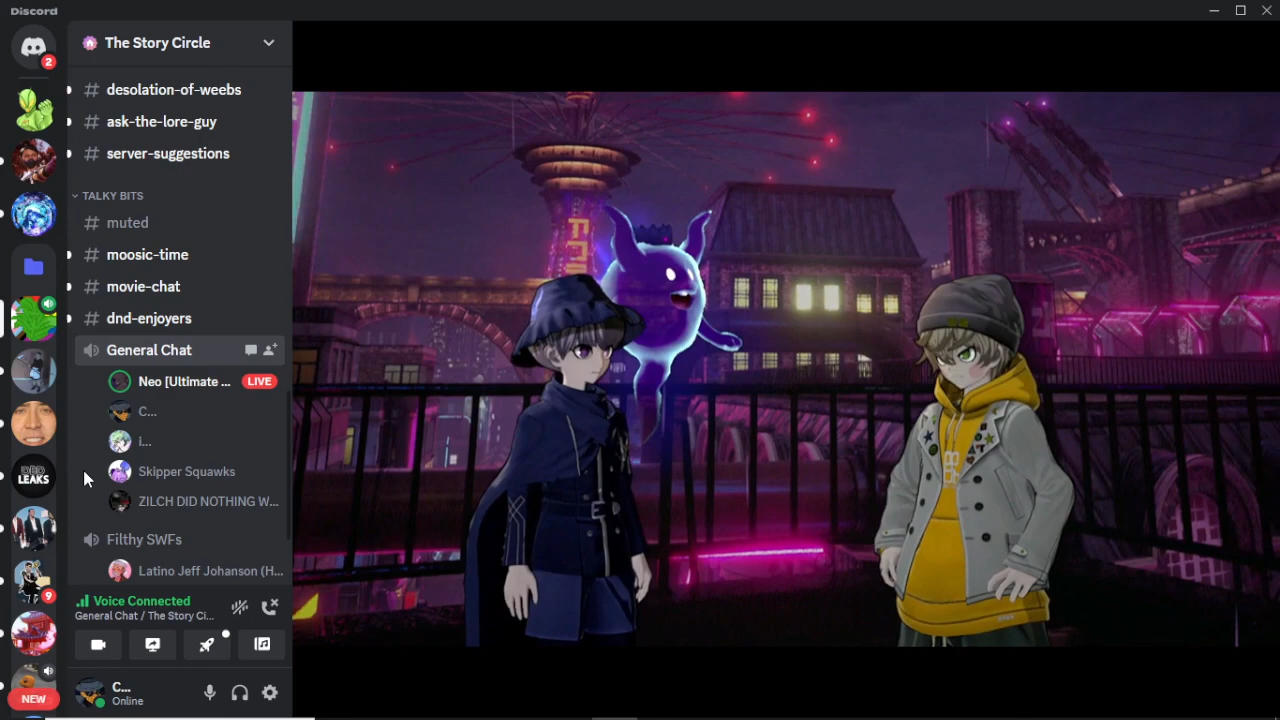 Discord
The Story Circle
desolation-of-weebs
ask-the-lore-guy
server-suggestions
TALKY BITS
muted
moosic-time
movie-chat
dnd-enjoyers
General Chat
Neo [Ultimate ... LIVE
C...
i...
Skipper Squawks
ZILCH DID NOTHING W...
Filthy SWFs
Latino Jeff Johanson (H...
Voice Connected
General Chat / The Story Ci...
C...
Online
2
DBD
LEAKS
9
NEW